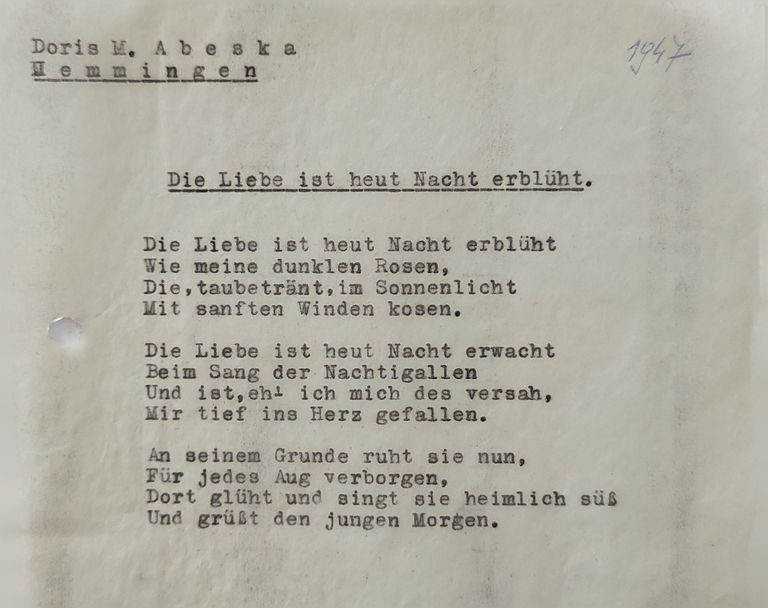 Doris M. A b e s k a
H e m m i n g e n
1947
Die Liebe ist heut Nacht erblüht.
Die Liebe ist heut Nacht erblüht
Wie meine dunklen Rosen,
Die,taubetränt,im Sonnenlicht
Mit sanften Winden kosen.
Die Liebe ist heut Nacht erwacht
Beim Sang der Nachtigallen
Und ist,eh' ich mich des versah,
Mir tief ins Herz gefallen.
An seinem Grunde ruht sie nun,
Für jedes Aug verborgen,
Dort glüht und singt sie heimlich süß
Und grüßt den jungen Morgen.